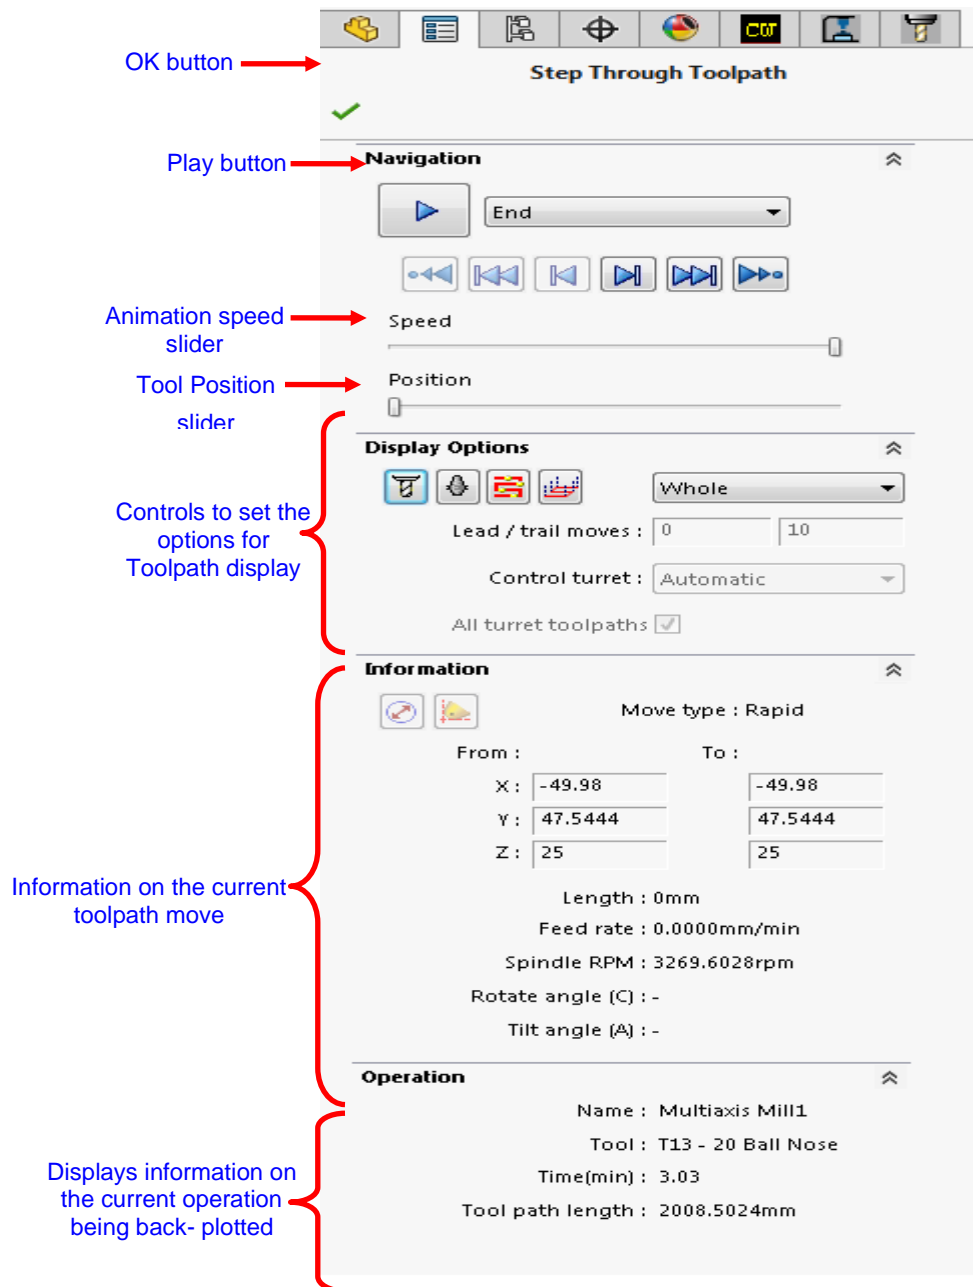 CW
OK button
Step Through Toolpath
Play button
Navigation
End
Animation speed
slider
Speed
Tool Position
slider
Position
Display Options
Whole
Controls to set the
options for
Toolpath display
Lead / trail moves : 0 10
Control turret : Automatic
All turret toolpaths
Information
Move type : Rapid
From : To :
X : -49.98 -49.98
Y : 47.5444 47.5444
Z : 25 25
Information on the current
toolpath move
Length : 0mm
Feed rate : 0.0000mm/min
Spindle RPM : 3269.6028rpm
Rotate angle (C) : -
Tilt angle (A) : -
Operation
Name : Multiaxis Mill1
Tool : T13 - 20 Ball Nose
Time(min) : 3.03
Tool path length : 2008.5024mm
Displays information on
the current operation
being back- plotted